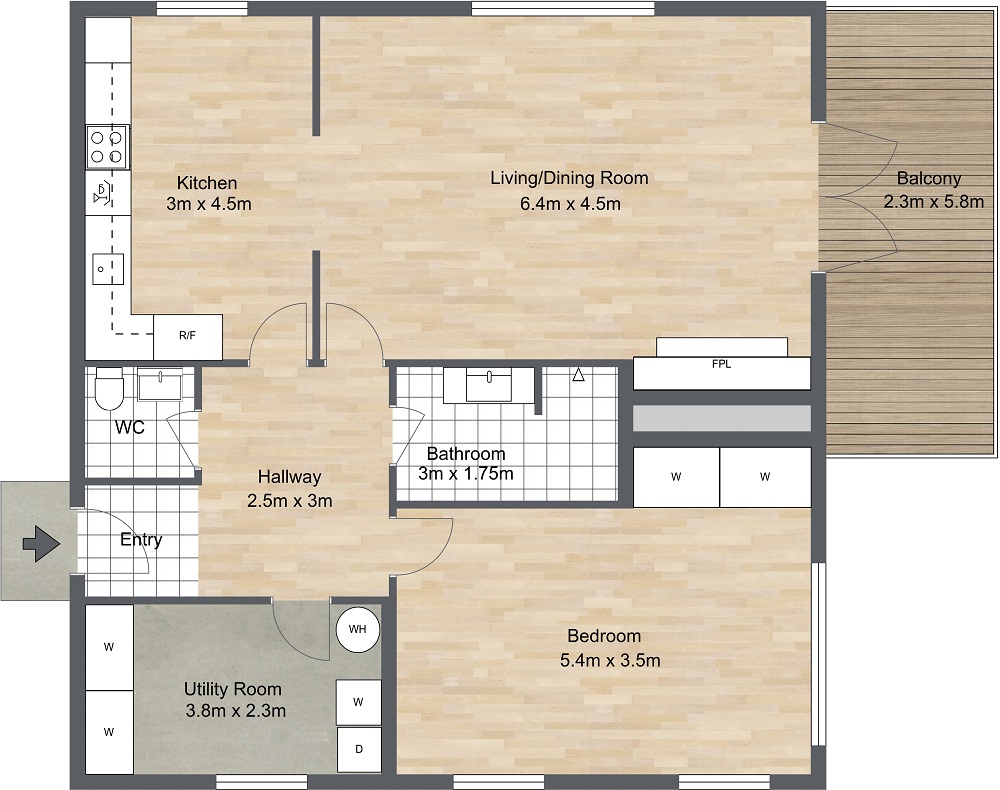 Kitchen
3m x 4.5m
Living/Dining Room
6.4m x 4.5m
Balcony
2.3m x 5.8m
R/F
FPL
WC
Bathroom
3m x 1.75m
Hallway
2.5m x 3m
W
W
Entry
Bedroom
5.4m x 3.5m
WH
W
Utility Room
3.8m x 2.3m
W
W
D